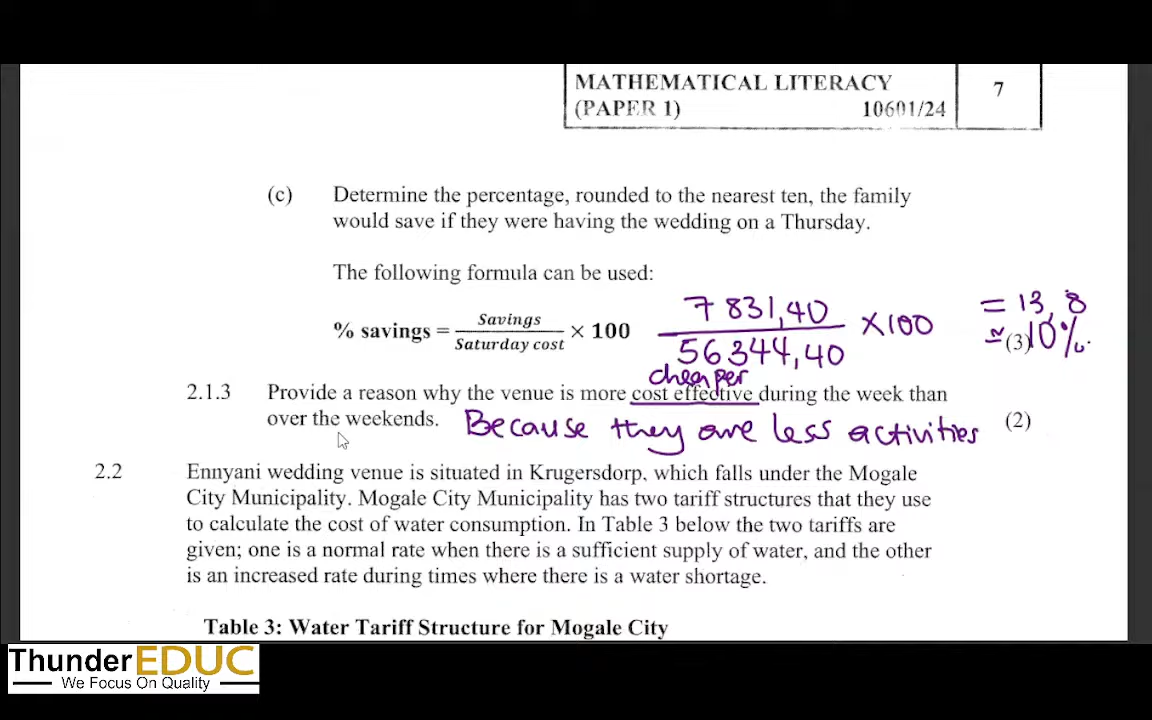 MATHEMATICAL LITERACY
(PAPER 1) 10601/24
7
(c) Determine the percentage, rounded to the nearest ten, the family
would save if they were having the wedding on a Thursday.
The following formula can be used:
% savings = Savings / Saturday cost × 100
7 831,40 / 56 344,40 × 100
= 13,8
≈ 10%
(3)
cheaper
2.1.3 Provide a reason why the venue is more cost effective during the week than
over the weekends. Because they are less activities (2)
2.2 Ennyani wedding venue is situated in Krugersdorp, which falls under the Mogale
City Municipality. Mogale City Municipality has two tariff structures that they use
to calculate the cost of water consumption. In Table 3 below the two tariffs are
given; one is a normal rate when there is a sufficient supply of water, and the other
is an increased rate during times where there is a water shortage.
Table 3: Water Tariff Structure for Mogale City
ThunderEDUC
We Focus On Quality